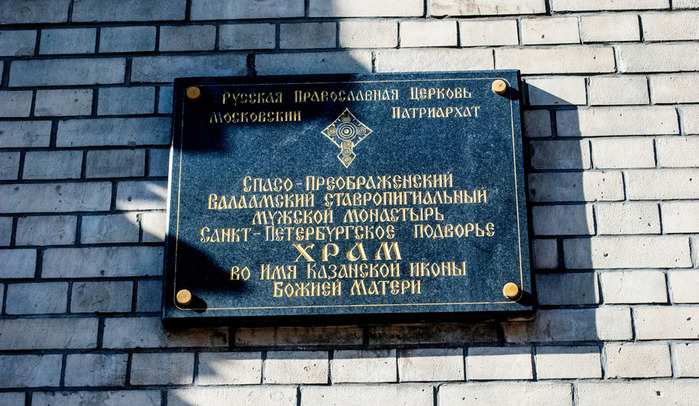 Русская Православная Церковь
Московский Патриархат
Спасо-Преображенский
Валаамский ставропигиальный
мужской монастырь
Санкт-Петербургское подворье
ХРАМ
во Имя Казанской иконы
Божией Матери